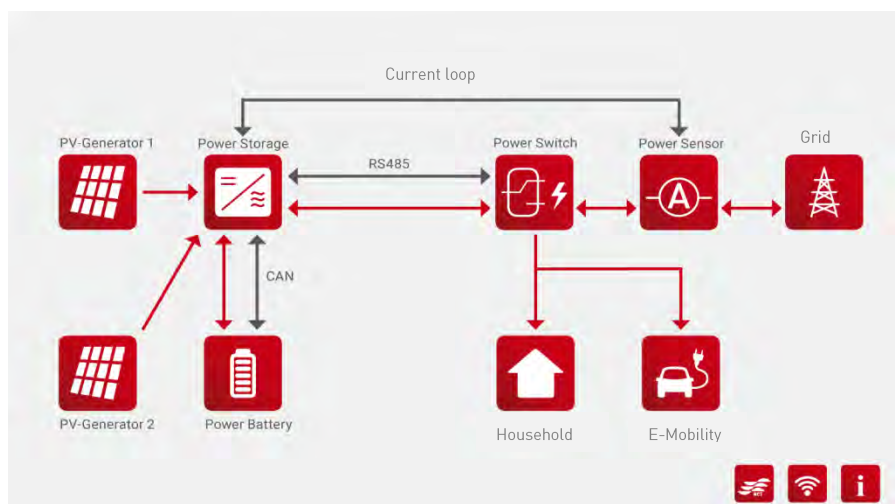 Current loop
PV-Generator 1
Power Storage
Power Switch
Power Sensor
Grid
RS485
A
CAN
PV-Generator 2
Power Battery
Household
E-Mobility
i